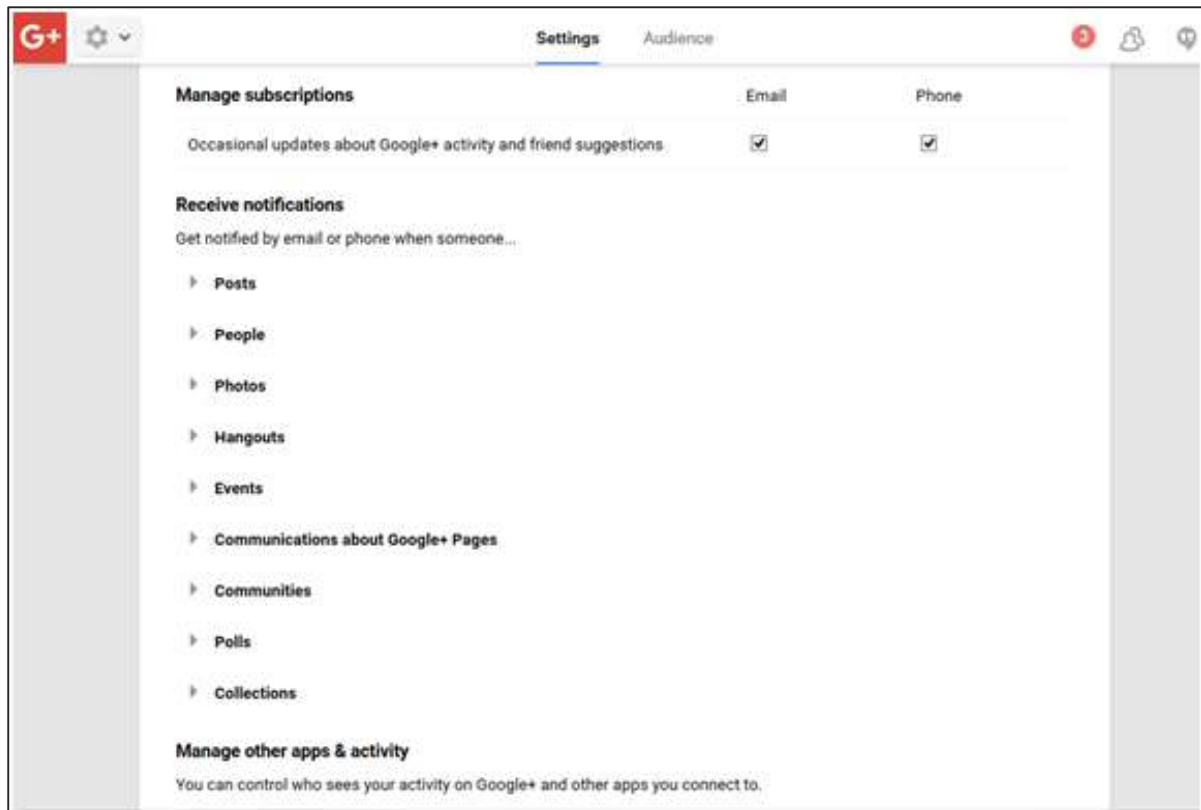 G+
Settings Audience
3
Manage subscriptions Email Phone
Occasional updates about Google+ activity and friend suggestions
Receive notifications
Get notified by email or phone when someone...
Posts
People
Photos
Hangouts
Events
Communications about Google+ Pages
Communities
Polls
Collections
Manage other apps & activity
You can control who sees your activity on Google+ and other apps you connect to.